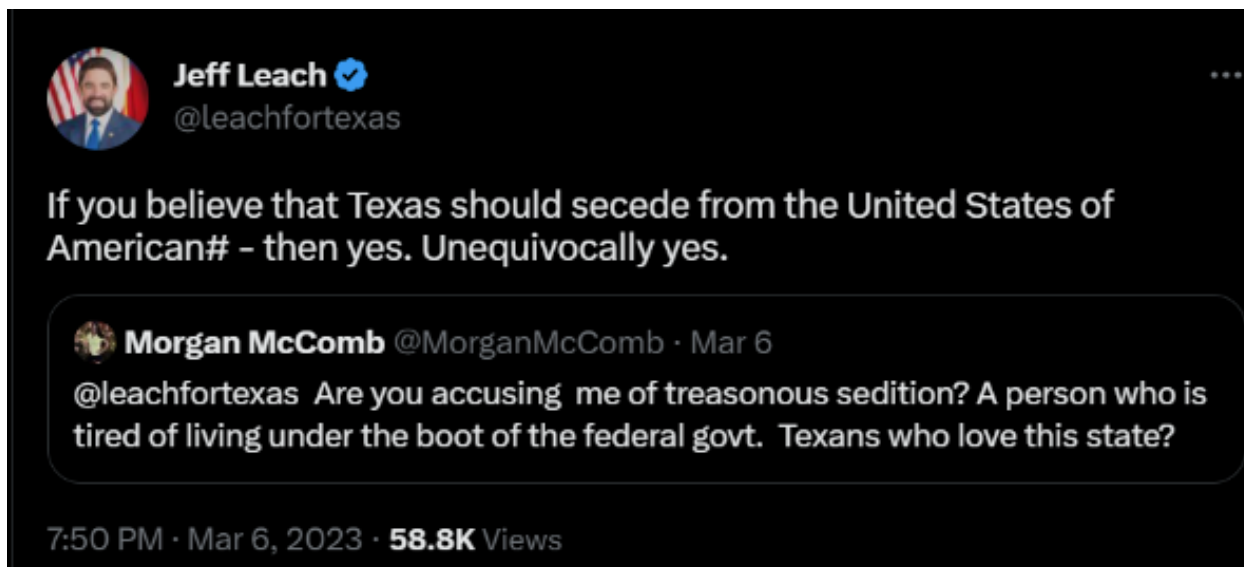 Jeff Leach
@leachfortexas
If you believe that Texas should secede from the United States of
American# - then yes. Unequivocally yes.
Morgan McComb @MorganMcComb · Mar 6
@leachfortexas  Are you accusing  me of treasonous sedition? A person who is
tired of living under the boot of the federal govt.  Texans who love this state?
7:50 PM · Mar 6, 2023 · 58.8K Views